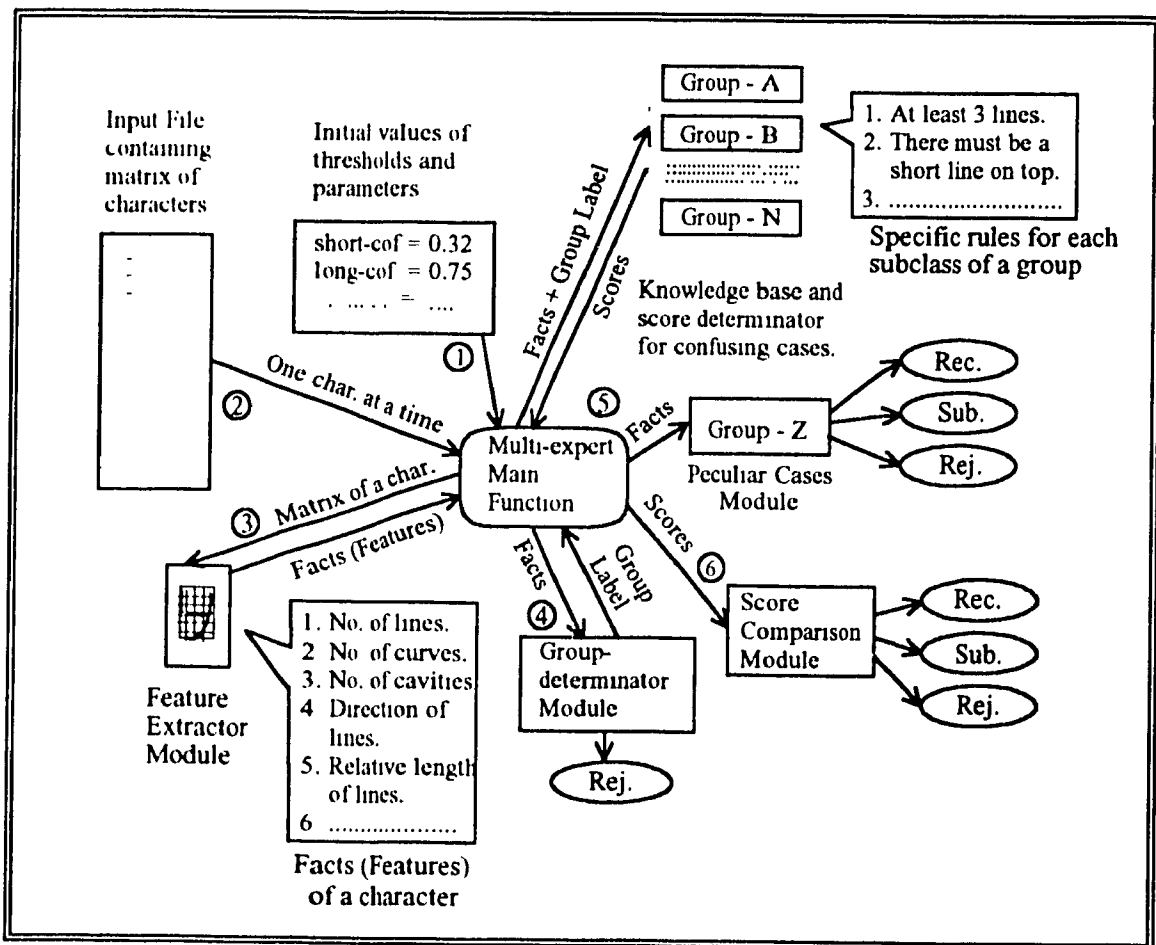 Input File
containing
matrix of
characters
Initial values of
thresholds and
parameters
short-cof = 0.32
long-cof = 0.75
. ... . . = ....
Group - A
Group - B
Group - N
1. At least 3 lines.
2. There must be a
short line on top.
3. ............................
Specific rules for each
subclass of a group
Facts + Group Label
Scores
Knowledge base and
score determinator
for confusing cases.
①
②
One char. at a time
⑤
Facts
Group - Z
Peculiar Cases
Module
Rec.
Sub.
Rej.
Multi-expert
Main
Function
③
Matrix of a char.
Facts (Features)
Feature
Extractor
Module
1. No. of lines.
2 No of curves.
3. No. of cavities
4 Direction of
lines.
5. Relative length
of lines.
6 .....................
Facts (Features)
of a character
Facts
④
Group
Label
Group-
determinator
Module
Rej.
Scores
⑥
Score
Comparison
Module
Rec.
Sub.
Rej.